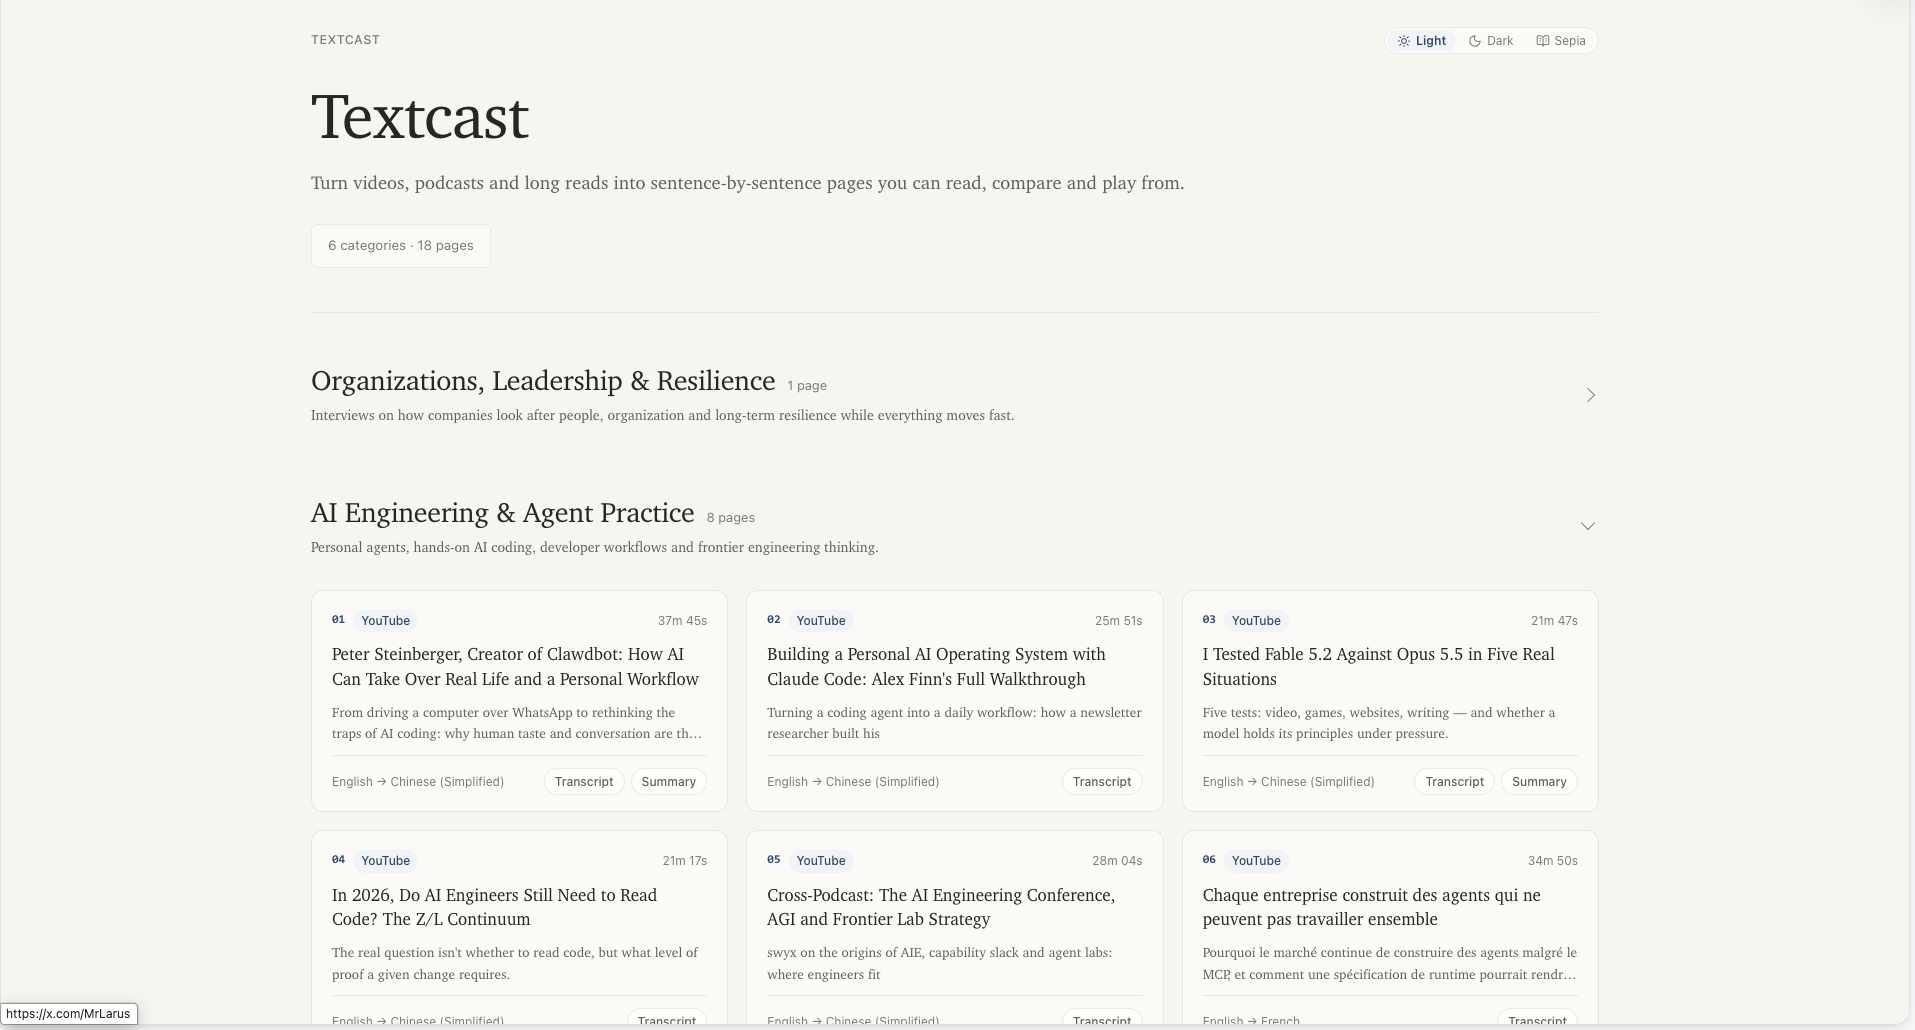 TEXTCAST
Light
Dark
Sepia
Textcast
Turn videos, podcasts and long reads into sentence-by-sentence pages you can read, compare and play from.
6 categories · 18 pages
Organizations, Leadership & Resilience 1 page
Interviews on how companies look after people, organization and long-term resilience while everything moves fast.
AI Engineering & Agent Practice 8 pages
Personal agents, hands-on AI coding, developer workflows and frontier engineering thinking.
01 YouTube 37m 45s
Peter Steinberger, Creator of Clawdbot: How AI
Can Take Over Real Life and a Personal Workflow
From driving a computer over WhatsApp to rethinking the
traps of AI coding: why human taste and conversation are th…
English → Chinese (Simplified) Transcript Summary
02 YouTube 25m 51s
Building a Personal AI Operating System with
Claude Code: Alex Finn's Full Walkthrough
Turning a coding agent into a daily workflow: how a newsletter
researcher built his
English → Chinese (Simplified) Transcript
03 YouTube 21m 47s
I Tested Fable 5.2 Against Opus 5.5 in Five Real
Situations
Five tests: video, games, websites, writing — and whether a
model holds its principles under pressure.
English → Chinese (Simplified) Transcript Summary
04 YouTube 21m 17s
In 2026, Do AI Engineers Still Need to Read
Code? The Z/L Continuum
The real question isn't whether to read code, but what level of
proof a given change requires.
English → Chinese (Simplified) Transcript
05 YouTube 28m 04s
Cross-Podcast: The AI Engineering Conference,
AGI and Frontier Lab Strategy
swyx on the origins of AIE, capability slack and agent labs:
where engineers fit
English → Chinese (Simplified) Transcript
06 YouTube 34m 50s
Chaque entreprise construit des agents qui ne
peuvent pas travailler ensemble
Pourquoi le marché continue de construire des agents malgré le
MCP, et comment une spécification de runtime pourrait rendr…
English → French Transcript
https://x.com/MrLarus